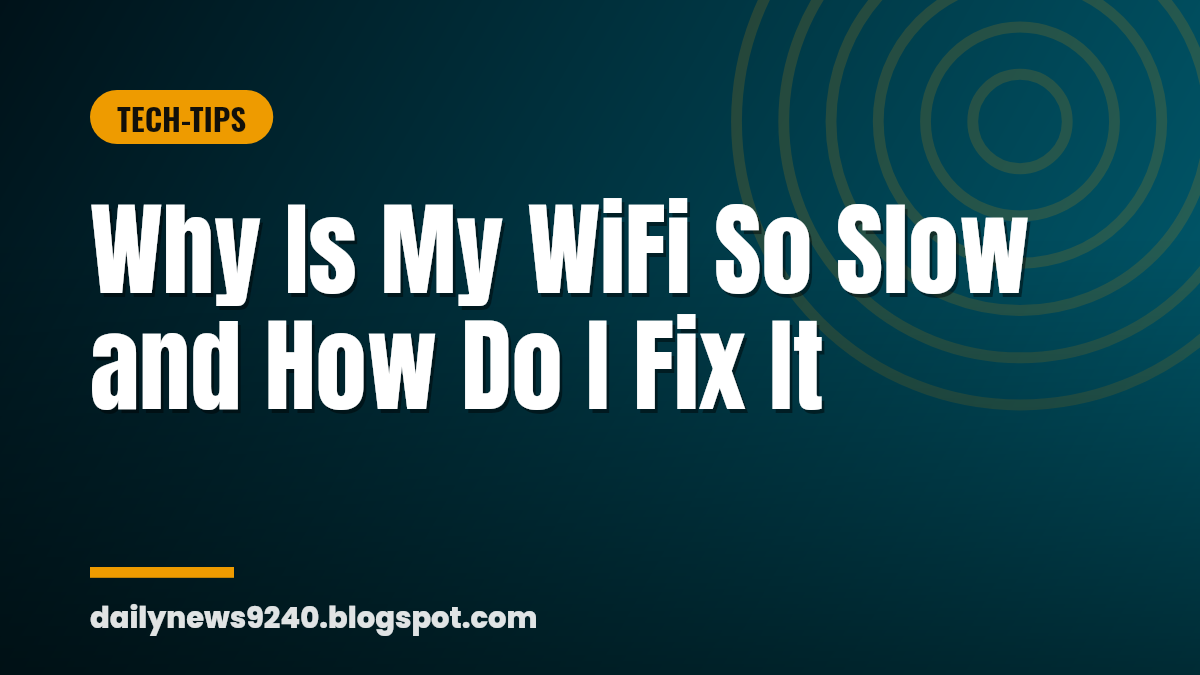 TECH-TIPS
Why Is My WiFi So Slow
and How Do I Fix It
dailynews9240.blogspot.com